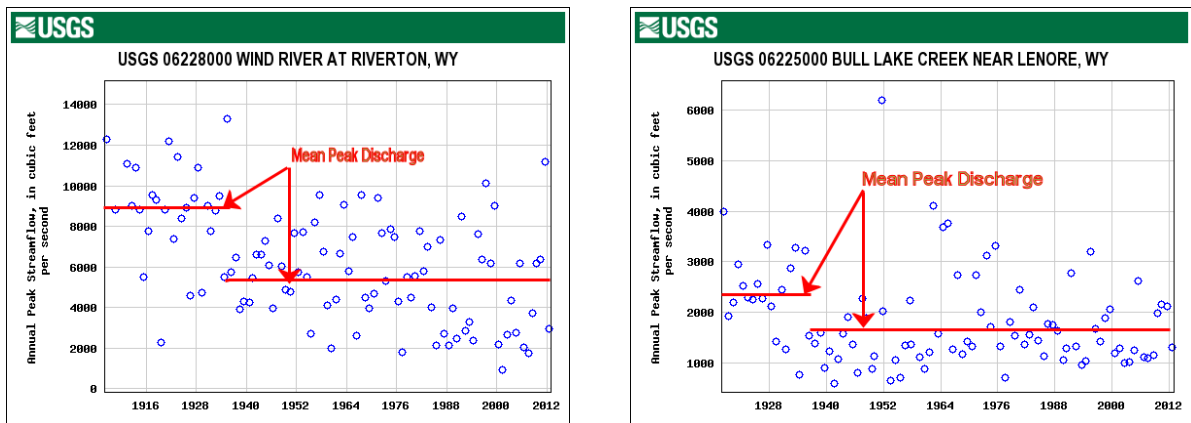 USGS
USGS 06228000 WIND RIVER AT RIVERTON, WY
Annual Peak Streamflow, in cubic feet
per second
14000
12000
10000
8000
6000
4000
2000
0
Mean Peak Discharge
1916 1928 1940 1952 1964 1976 1988 2000 2012
USGS
USGS 06225000 BULL LAKE CREEK NEAR LENORE, WY
Annual Peak Streamflow, in cubic feet
per second
6000
5000
4000
3000
2000
1000
Mean Peak Discharge
1928 1940 1952 1964 1976 1988 2000 2012